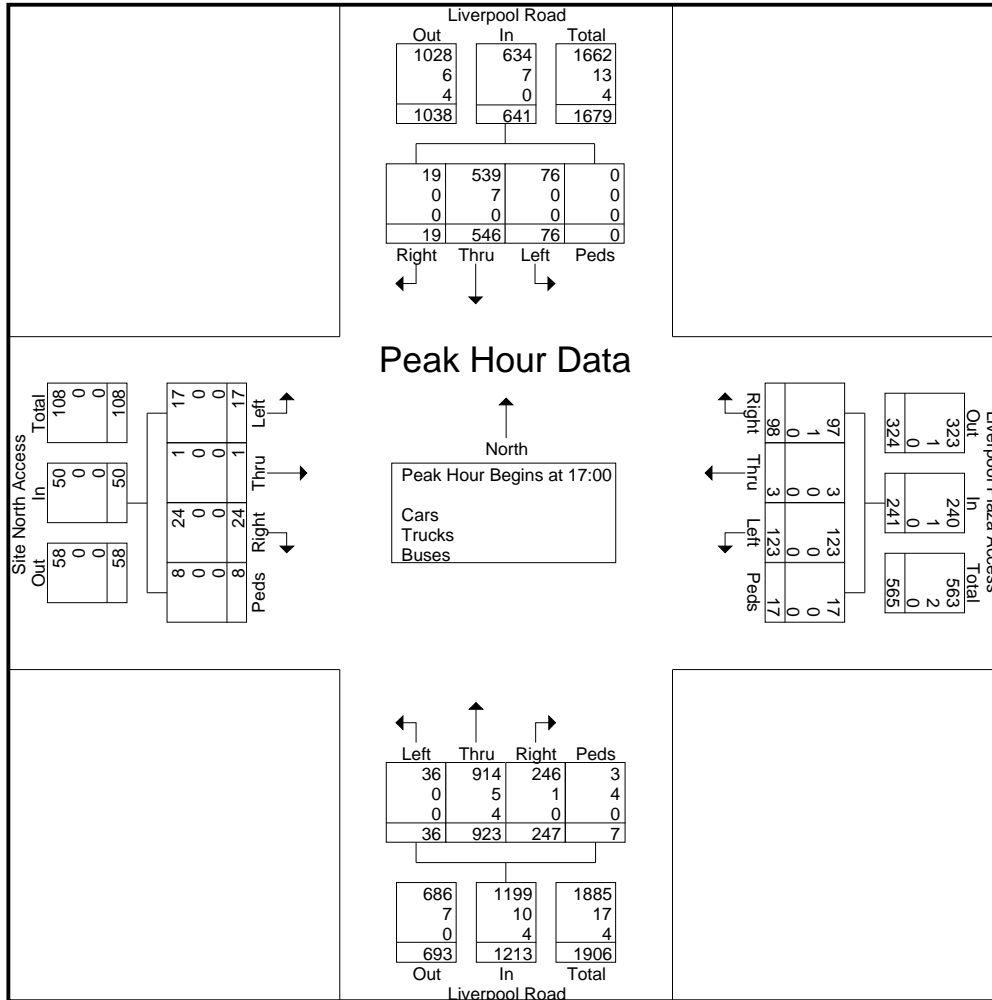 Liverpool Road
Out In Total
1028 634 1662
6 7 13
4 0 4
1038 641 1679
19 539 76 0
0 7 0 0
0 0 0 0
19 546 76 0
Right Thru Left Peds
Peak Hour Data
North
Peak Hour Begins at 17:00
Cars
Trucks
Buses
Site North Access
Out In Total
58 50 108
0 0 0
0 0 0
58 50 108
17 0 0 17
1 0 0 1
24 0 0 24
8 0 0 8
Left
Thru
Right
Peds
Right
Thru
Left
Peds
97 1 0 98
3 0 0 3
123 0 0 123
17 0 0 17
Out In Total
323 240 563
1 1 2
0 0 0
324 241 565
Liverpool Plaza Access
Left Thru Right Peds
36 914 246 3
0 5 1 4
0 4 0 0
36 923 247 7
686 1199 1885
7 10 17
0 4 4
693 1213 1906
Out In Total
Liverpool Road